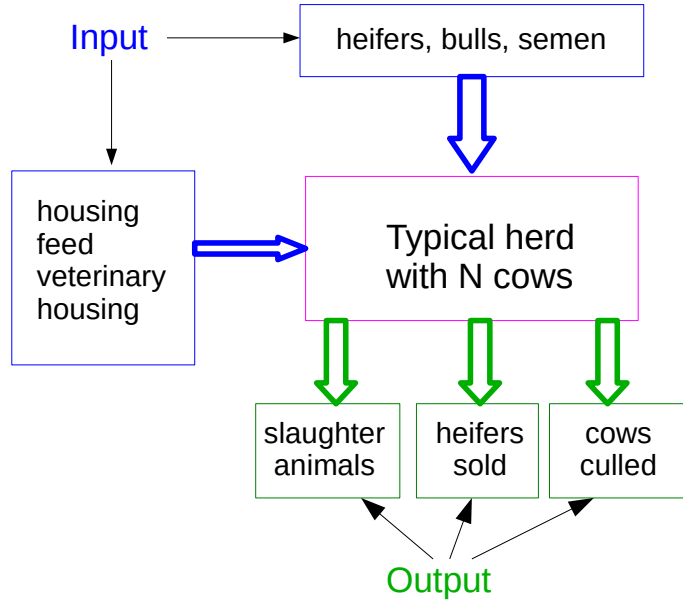 Input
heifers, bulls, semen
housing
feed
veterinary
housing
Typical herd
with N cows
slaughter
animals
heifers
sold
cows
culled
Output